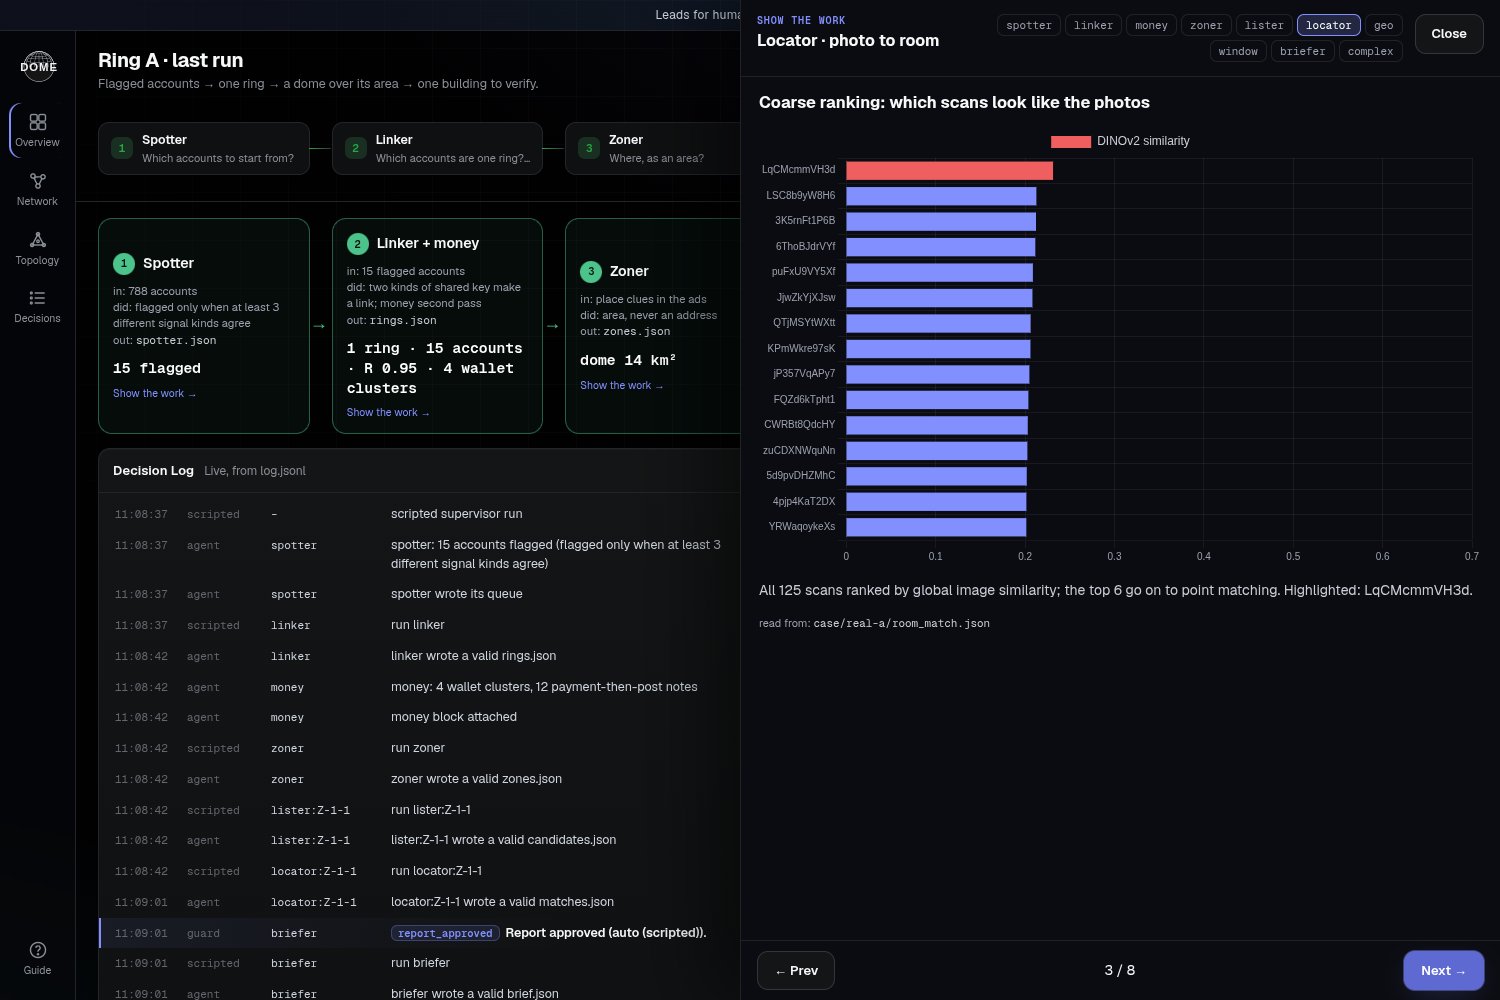 Leads for huma
DOME
Overview
Network
Topology
Decisions
Guide
Ring A · last run
Flagged accounts → one ring → a dome over its area → one building to verify.
1
Spotter
Which accounts to start from?
2
Linker
Which accounts are one ring?...
3
Zoner
Where, as an area?
1
Spotter
in: 788 accounts
did: flagged only when at least 3
different signal kinds agree
out: spotter.json
15 flagged
Show the work →
→
2
Linker + money
in: 15 flagged accounts
did: two kinds of shared key make
a link; money second pass
out: rings.json
1 ring · 15 accounts
· R 0.95 · 4 wallet
clusters
Show the work →
→
3
Zoner
in: place clues in the ads
did: area, never an address
out: zones.json
dome 14 km²
Show the work →
Decision Log Live, from log.jsonl
11:08:37 scripted – scripted supervisor run
11:08:37 agent spotter spotter: 15 accounts flagged (flagged only when at least 3
different signal kinds agree)
11:08:37 agent spotter spotter wrote its queue
11:08:37 scripted linker run linker
11:08:42 agent linker linker wrote a valid rings.json
11:08:42 agent money money: 4 wallet clusters, 12 payment-then-post notes
11:08:42 agent money money block attached
11:08:42 scripted zoner run zoner
11:08:42 agent zoner zoner wrote a valid zones.json
11:08:42 scripted lister:Z-1-1 run lister:Z-1-1
11:08:42 agent lister:Z-1-1 lister:Z-1-1 wrote a valid candidates.json
11:08:42 scripted locator:Z-1-1 run locator:Z-1-1
11:09:01 agent locator:Z-1-1 locator:Z-1-1 wrote a valid matches.json
11:09:01 guard briefer report_approved Report approved (auto (scripted)).
11:09:01 scripted briefer run briefer
11:09:01 agent briefer briefer wrote a valid brief.json
SHOW THE WORK
Locator · photo to room
spotter linker money zoner lister locator geo
window briefer complex
Close
Coarse ranking: which scans look like the photos
DINOv2 similarity
LqCMcmmVH3d
LSC8b9yW8H6
3K5rnFt1P6B
6ThoBJdrVYf
puFxU9VY5Xf
JjwZkYjXJsw
QTjMSYtWXtt
KPmWkre97sK
jP357VqAPy7
FQZd6kTpht1
CWRBt8QdcHY
zuCDXNWquNn
5d9pvDHZMhC
4pjp4KaT2DX
YRWaqoykeXs
0 0.1 0.2 0.3 0.4 0.5 0.6 0.7
All 125 scans ranked by global image similarity; the top 6 go on to point matching. Highlighted: LqCMcmmVH3d.
read from: case/real-a/room_match.json
← Prev
3 / 8
Next →